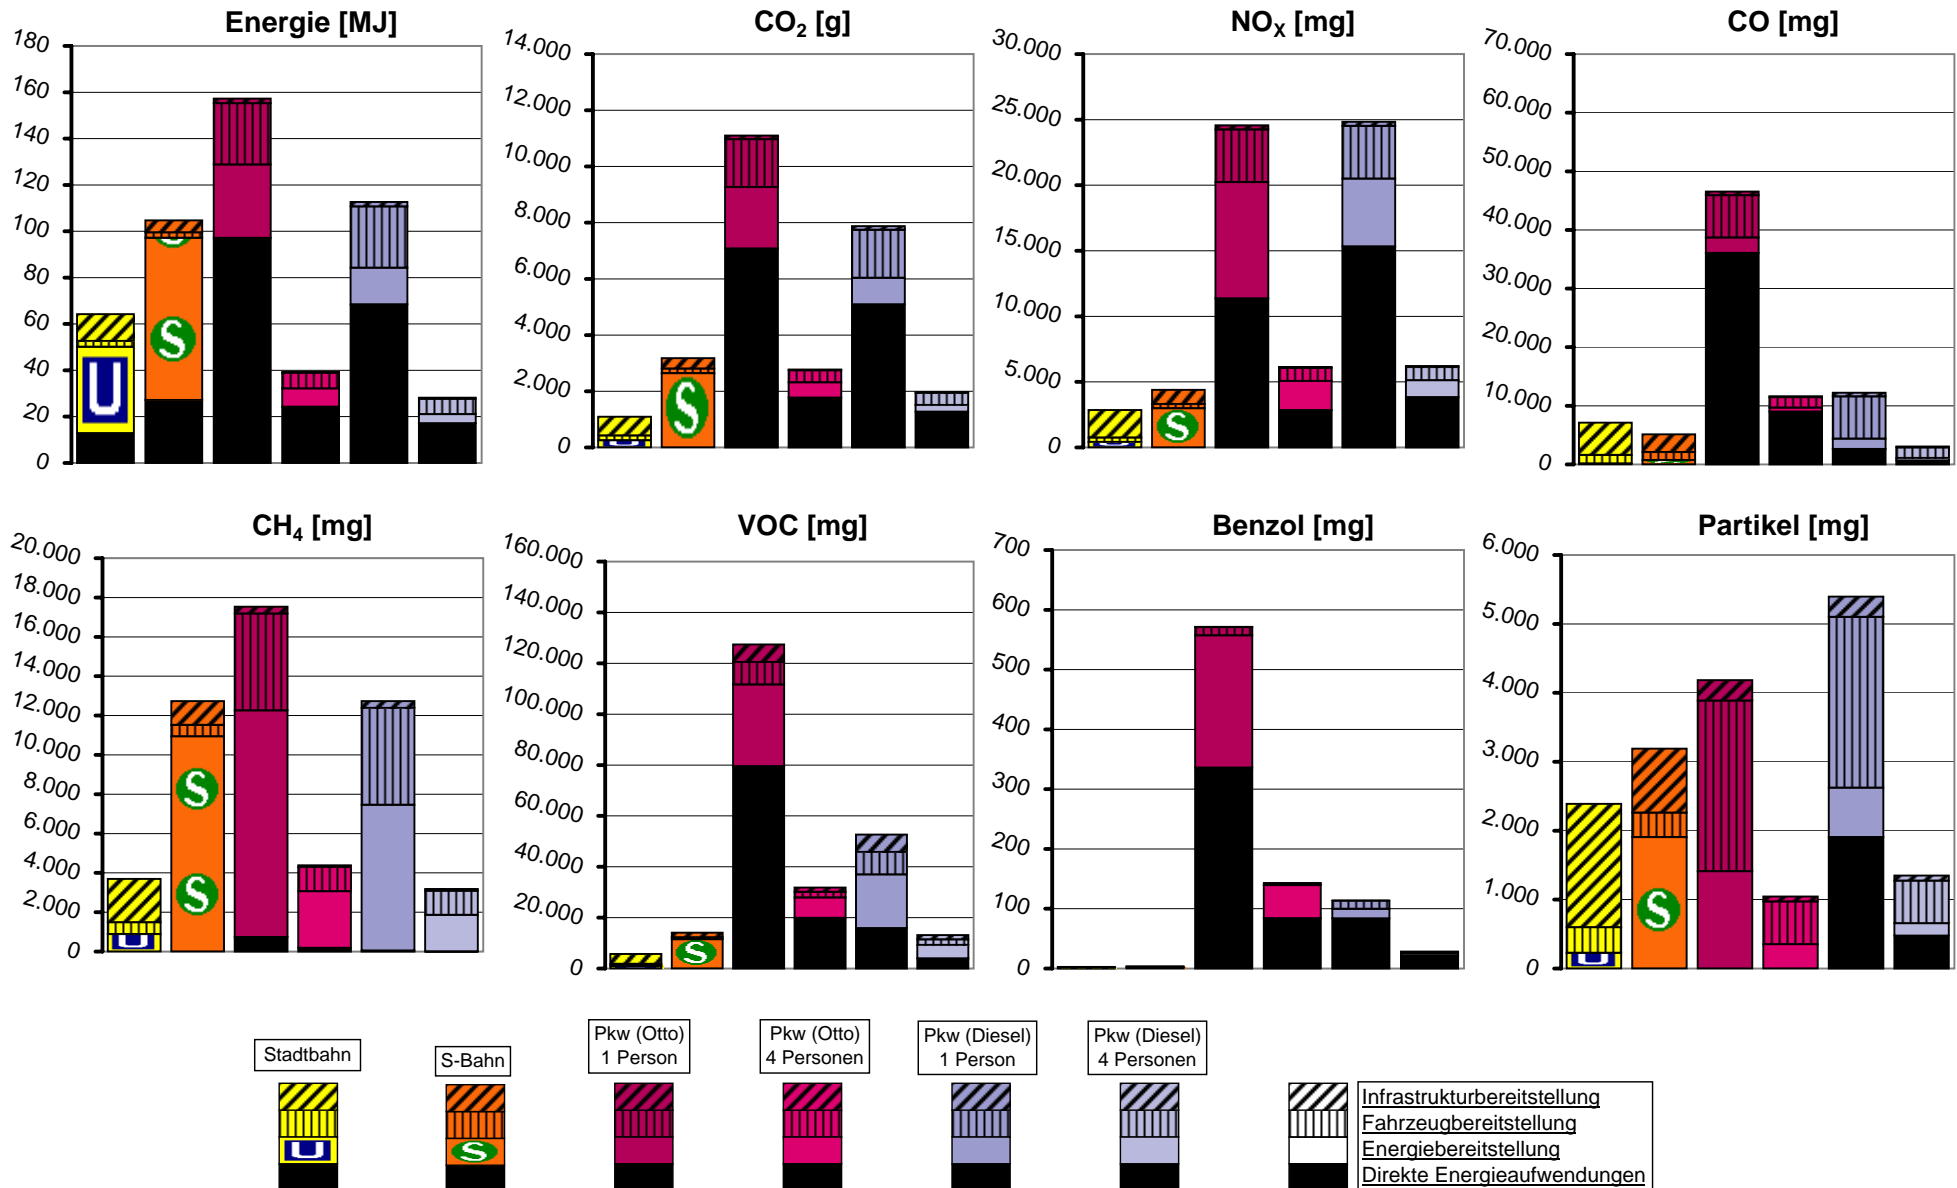 Energie [MJ]
180
160
140
120
100
80
60
40
20
0
U
S
S
CO₂ [g]
14.000
12.000
10.000
8.000
6.000
4.000
2.000
0
U
S
NOX [mg]
30.000
25.000
20.000
15.000
10.000
5.000
0
U
S
CO [mg]
70.000
60.000
50.000
40.000
30.000
20.000
10.000
0
CH₄ [mg]
20.000
18.000
16.000
14.000
12.000
10.000
8.000
6.000
4.000
2.000
0
U
S
S
VOC [mg]
160.000
140.000
120.000
100.000
80.000
60.000
40.000
20.000
0
S
Benzol [mg]
700
600
500
400
300
200
100
0
Partikel [mg]
6.000
5.000
4.000
3.000
2.000
1.000
0
U
S
Stadtbahn
U
S-Bahn
S
Pkw (Otto)
1 Person
Pkw (Otto)
4 Personen
Pkw (Diesel)
1 Person
Pkw (Diesel)
4 Personen
Infrastrukturbereitstellung
Fahrzeugbereitstellung
Energiebereitstellung
Direkte Energieaufwendungen